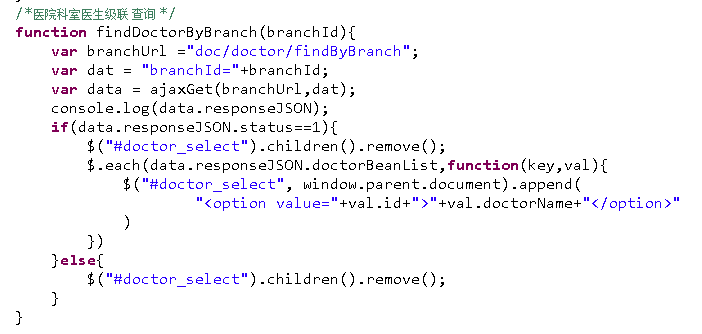 /*医院科室医生级联 查询 */
function findDoctorByBranch(branchId){
    var branchUrl ="doc/doctor/findByBranch";
    var dat = "branchId="+branchId;
    var data = ajaxGet(branchUrl,dat);
    console.log(data.responseJSON);
    if(data.responseJSON.status==1){
        $("#doctor_select").children().remove();
        $.each(data.responseJSON.doctorBeanList,function(key,val){
            $("#doctor_select", window.parent.document).append(
                    "<option value="+val.id+">"+val.doctorName+"</option>"
            )
        })
    }else{
        $("#doctor_select").children().remove();
    }
}